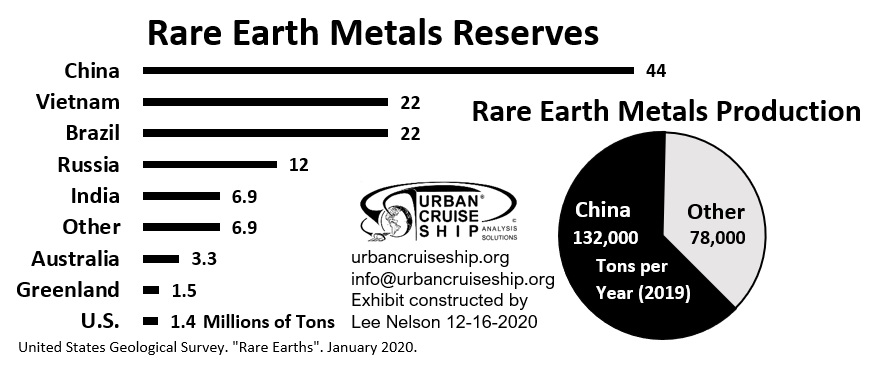 Rare Earth Metals Reserves
China 44
Vietnam 22
Brazil 22
Russia 12
India 6.9
Other 6.9
Australia 3.3
Greenland 1.5
U.S. 1.4 Millions of Tons
United States Geological Survey. "Rare Earths". January 2020.
URBAN®
CRUISE
SHIP ANALYSIS
SOLUTIONS
©
urbancruiseship.org
info@urbancruiseship.org
Exhibit constructed by
Lee Nelson 12-16-2020
Rare Earth Metals Production
China
132,000
Tons per
Year (2019)
Other
78,000